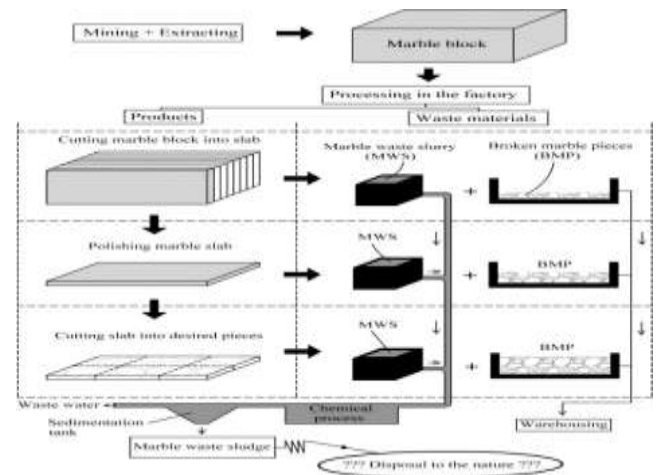 Mining + Extracting
Marble block
Processing in the factory
Products
Waste materials
Cutting marble block into slab
Marble waste slurry
(MWS)
Broken marble pieces
(BMP)
+
Polishing marble slab
MWS
BMP
+
Cutting slab into desired pieces
MWS
BMP
+
Waste water
Sedimentation
tank
Chemical
process
Warehousing
Marble waste sludge
??? Disposal to the nature ???